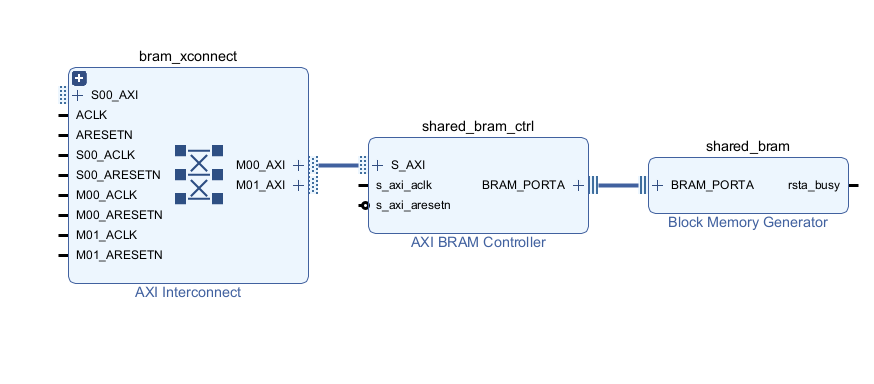 bram_xconnect
S00_AXI
ACLK
ARESETN
S00_ACLK
S00_ARESETN
M00_ACLK
M00_ARESETN
M01_ACLK
M01_ARESETN
M00_AXI
M01_AXI
AXI Interconnect
shared_bram_ctrl
S_AXI
s_axi_aclk
s_axi_aresetn
BRAM_PORTA
AXI BRAM Controller
shared_bram
BRAM_PORTA
rsta_busy
Block Memory Generator